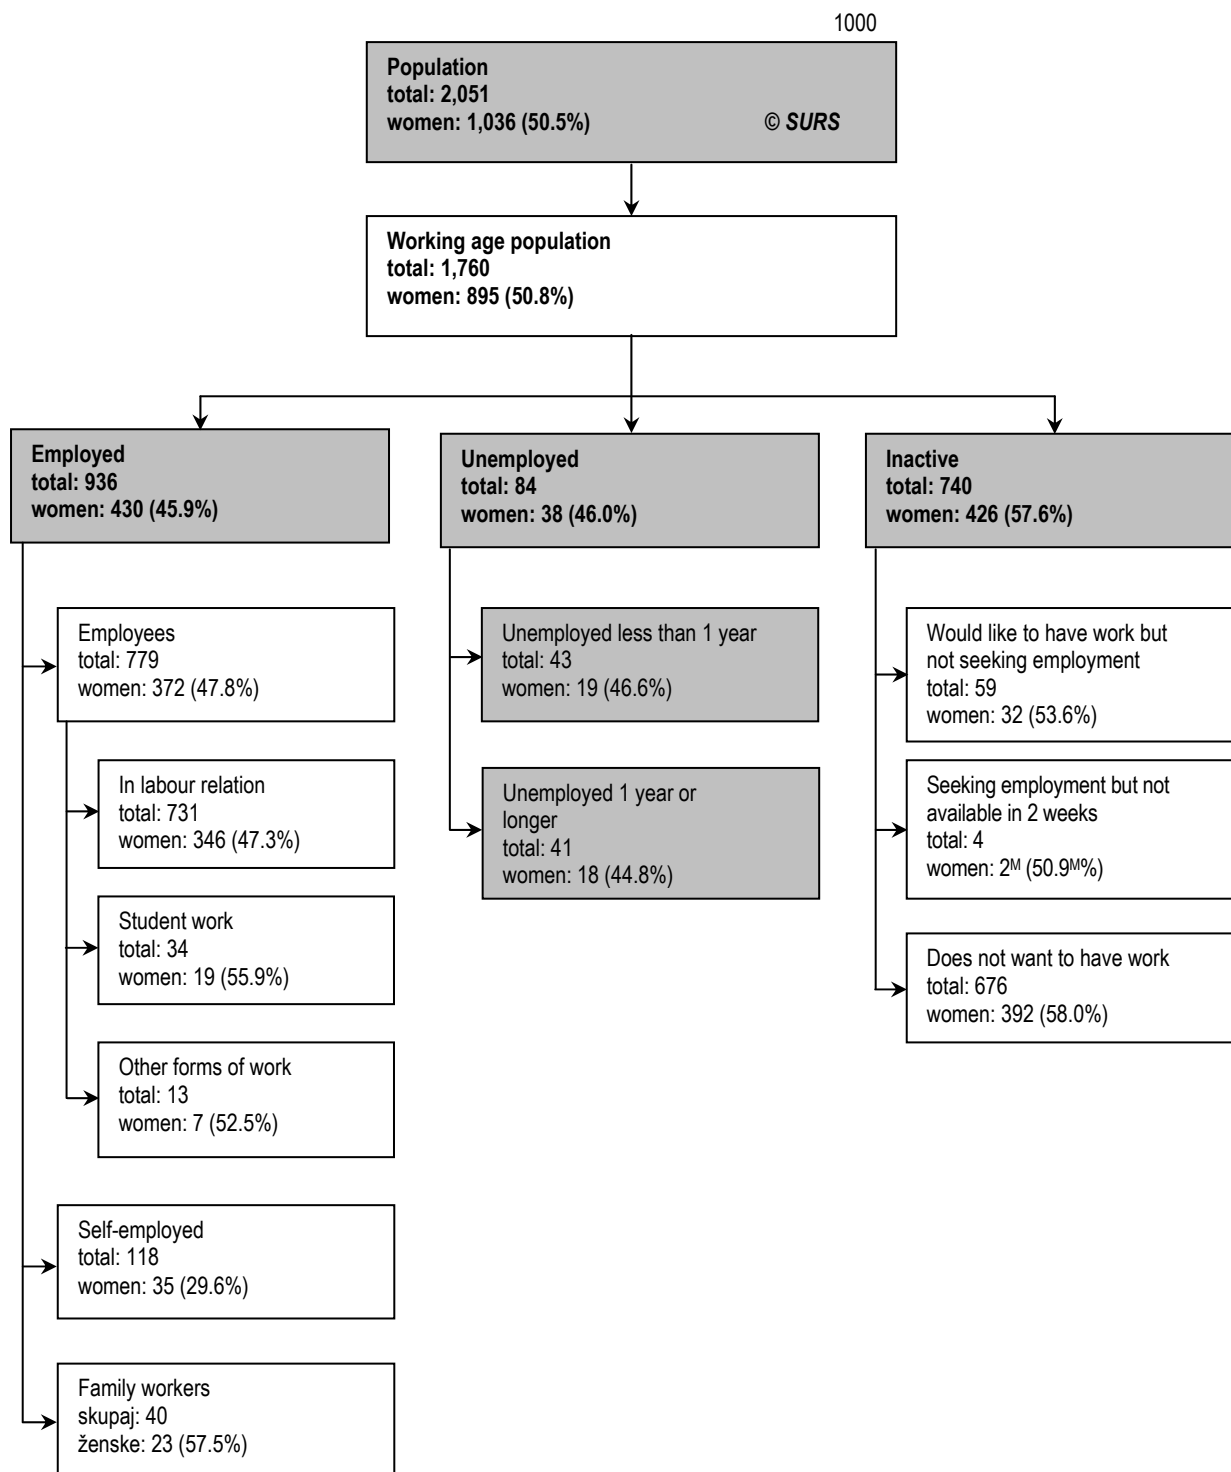 1000
Population
total: 2,051
women: 1,036 (50.5%) © SURS
Working age population
total: 1,760
women: 895 (50.8%)
Employed
total: 936
women: 430 (45.9%)
Unemployed
total: 84
women: 38 (46.0%)
Inactive
total: 740
women: 426 (57.6%)
Employees
total: 779
women: 372 (47.8%)
In labour relation
total: 731
women: 346 (47.3%)
Student work
total: 34
women: 19 (55.9%)
Other forms of work
total: 13
women: 7 (52.5%)
Self-employed
total: 118
women: 35 (29.6%)
Family workers
skupaj: 40
ženske: 23 (57.5%)
Unemployed less than 1 year
total: 43
women: 19 (46.6%)
Unemployed 1 year or
longer
total: 41
women: 18 (44.8%)
Would like to have work but
not seeking employment
total: 59
women: 32 (53.6%)
Seeking employment but not
available in 2 weeks
total: 4
women: 2ᴹ (50.9ᴹ%)
Does not want to have work
total: 676
women: 392 (58.0%)